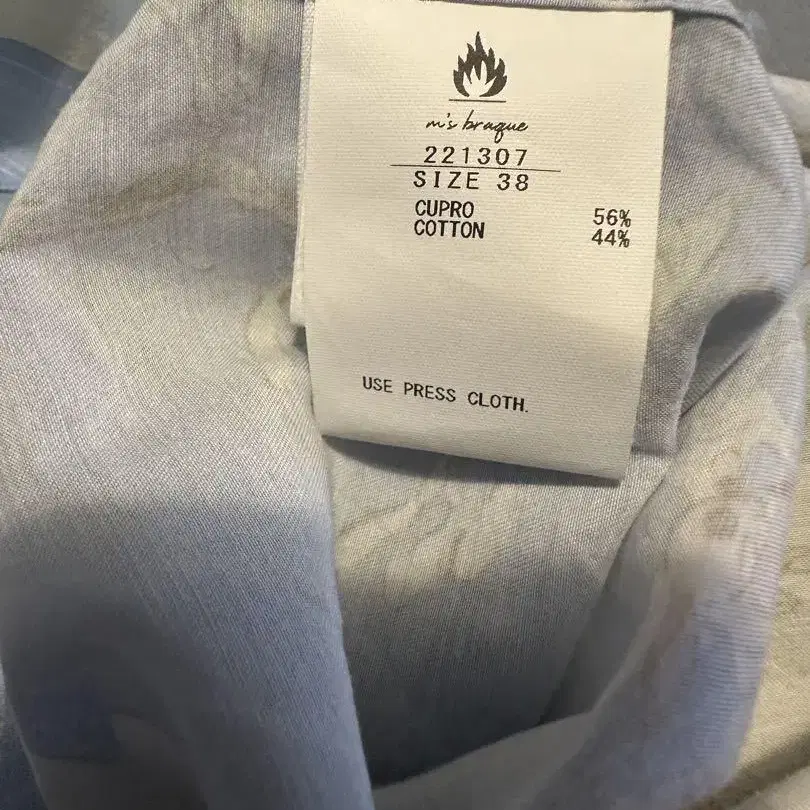 m's braque
221307
SIZE 38
CUPRO 56%
COTTON 44%
USE PRESS CLOTH.